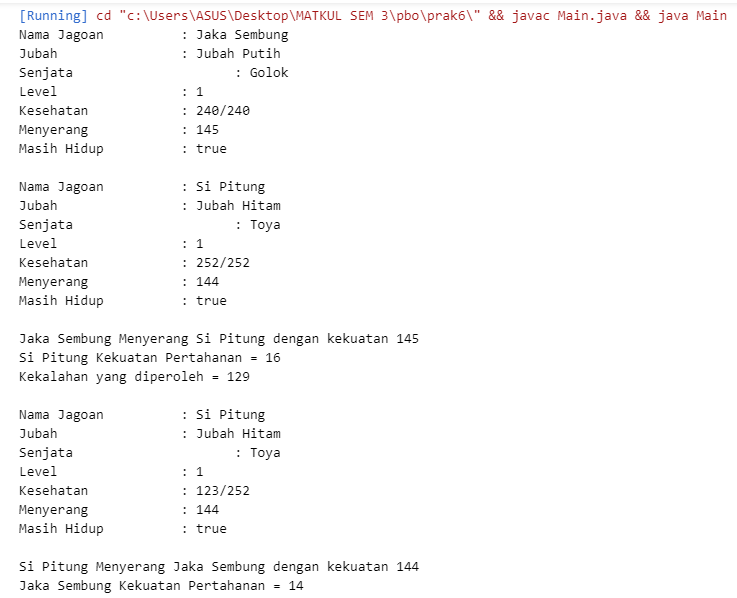 [Running] cd "c:\Users\ASUS\Desktop\MATKUL SEM 3\pbo\prak6\" && javac Main.java && java Main
Nama Jagoan : Jaka Sembung
Jubah : Jubah Putih
Senjata : Golok
Level : 1
Kesehatan : 240/240
Menyerang : 145
Masih Hidup : true
Nama Jagoan : Si Pitung
Jubah : Jubah Hitam
Senjata : Toya
Level : 1
Kesehatan : 252/252
Menyerang : 144
Masih Hidup : true
Jaka Sembung Menyerang Si Pitung dengan kekuatan 145
Si Pitung Kekuatan Pertahanan = 16
Kekalahan yang diperoleh = 129
Nama Jagoan : Si Pitung
Jubah : Jubah Hitam
Senjata : Toya
Level : 1
Kesehatan : 123/252
Menyerang : 144
Masih Hidup : true
Si Pitung Menyerang Jaka Sembung dengan kekuatan 144
Jaka Sembung Kekuatan Pertahanan = 14